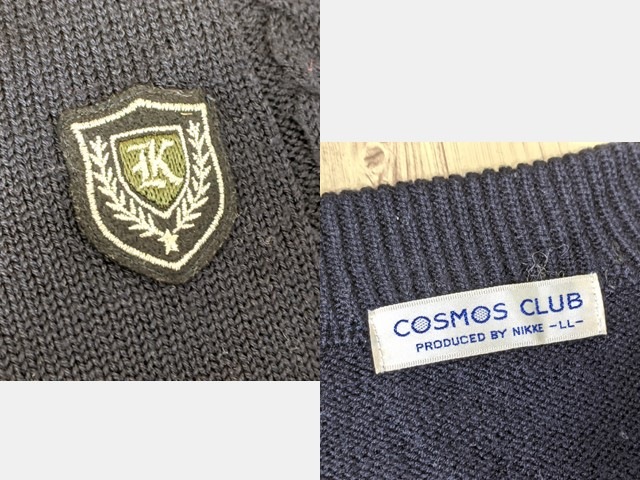 K
COSMOS CLUB
PRODUCED BY NIKKE -LL-